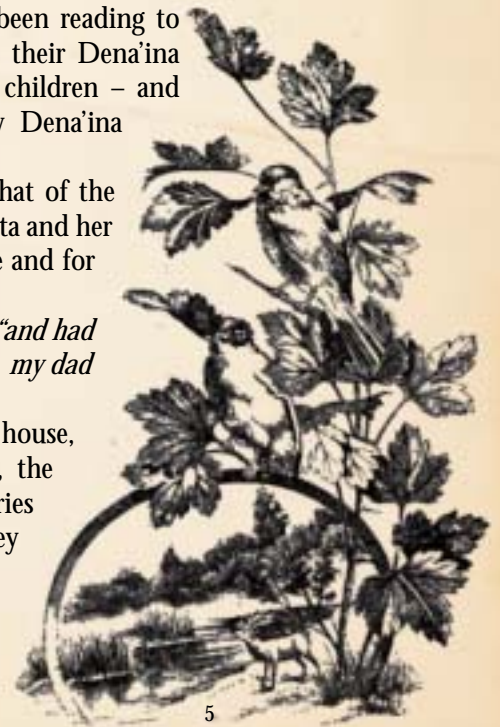 been reading to
their Dena'ina
children – and
Dena'ina
hat of the
ta and her
e and for
“and had
my dad
house,
, the
ries
ey
5